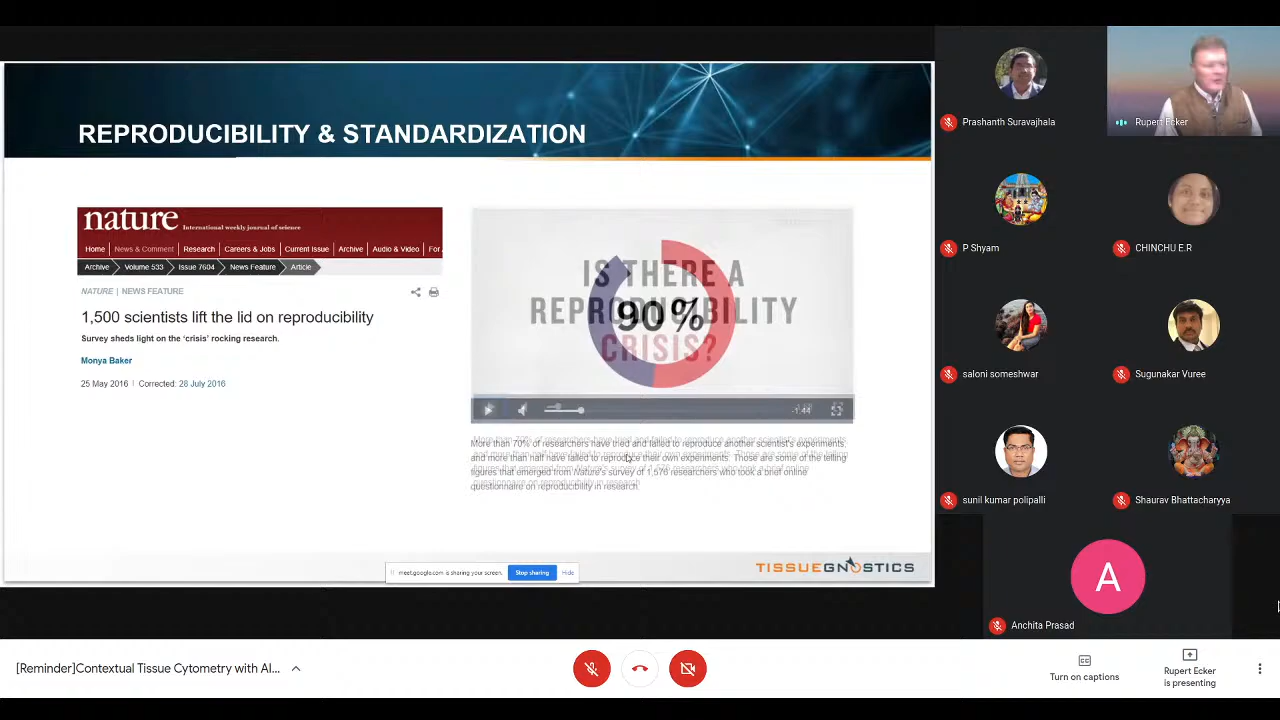 REPRODUCIBILITY & STANDARDIZATION
nature International weekly journal of science
Home News & Comment Research Careers & Jobs Current Issue Archive Audio & Video For
Archive Volume 533 Issue 7604 News Feature Article
NATURE | NEWS FEATURE
1,500 scientists lift the lid on reproducibility
Survey sheds light on the 'crisis' rocking research.
Monya Baker
25 May 2016 Corrected: 28 July 2016
IS THERE A
REPRODUCIBILITY
90%
CRISIS?
-1:44
More than 70% of researchers have tried and failed to reproduce another scientist's experiments,
and more than half have failed to reproduce their own experiments. Those are some of the telling
figures that emerged from Nature's survey of 1,576 researchers who took a brief online
questionnaire on reproducibility in research.
meet.google.com is sharing your screen. Stop sharing Hide
TISSUEGNOSTICS
Prashanth Suravajhala
Rupert Ecker
P Shyam
CHINCHU E.R
saloni someshwar
Sugunakar Vuree
sunil kumar polipalli
Shaurav Bhattacharyya
A
Anchita Prasad
[Reminder]Contextual Tissue Cytometry with AI...
Turn on captions
Rupert Ecker
is presenting